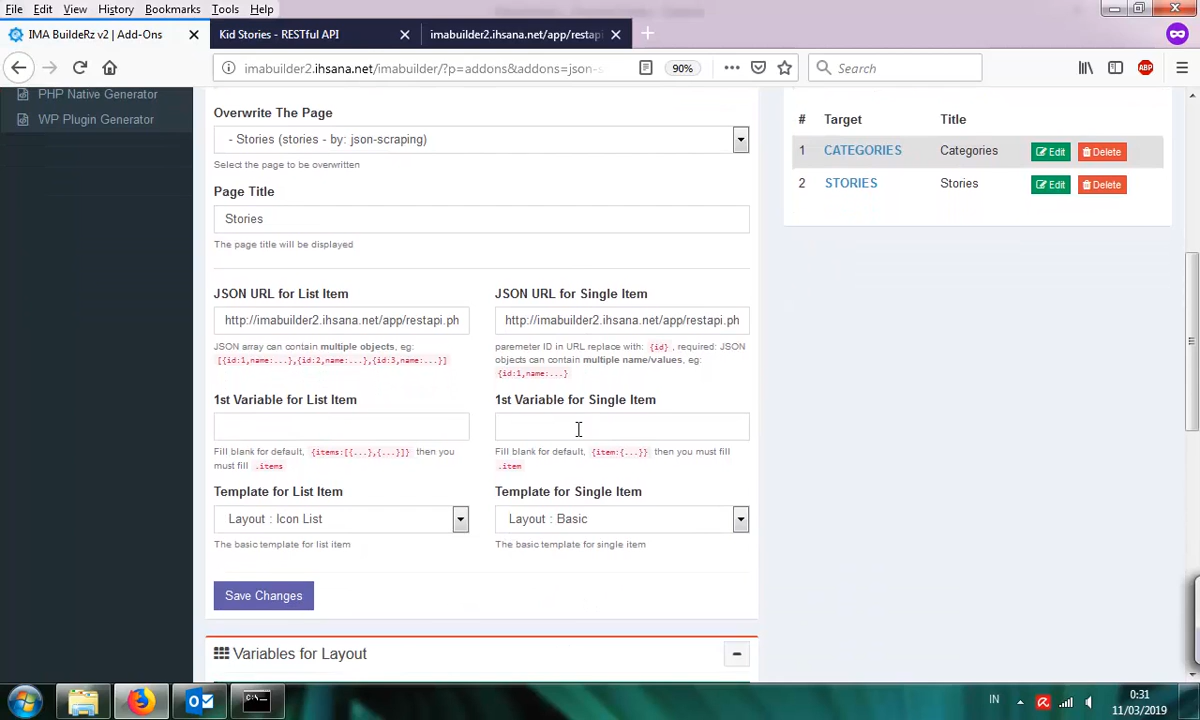 File Edit View History Bookmarks Tools Help
IMA BuildeRz v2 | Add-Ons
Kid Stories - RESTful API
imabuilder2.ihsana.net/app/restapi
imabuilder2.ihsana.net/imabuilder/?p=addons&addons=json-s
90%
Search
ABP
PHP Native Generator
WP Plugin Generator
Overwrite The Page
- Stories (stories - by: json-scraping)
Select the page to be overwritten
Page Title
Stories
The page title will be displayed
JSON URL for List Item
http://imabuilder2.ihsana.net/app/restapi.ph
JSON array can contain multiple objects, eg:
[{id:1,name:...},{id:2,name:...},{id:3,name:...}]
1st Variable for List Item
Fill blank for default, {items:[{...},{...}]} then you
must fill .items
Template for List Item
Layout : Icon List
The basic template for list item
JSON URL for Single Item
http://imabuilder2.ihsana.net/app/restapi.ph
paremeter ID in URL replace with: {id} , required: JSON
objects can contain multiple name/values, eg:
{id:1,name:...}
1st Variable for Single Item
Fill blank for default, {item:{...}} then you must fill
.item
Template for Single Item
Layout : Basic
The basic template for single item
Save Changes
Variables for Layout
# Target Title
1 CATEGORIES Categories Edit Delete
2 STORIES Stories Edit Delete
IN
0:31
11/03/2019